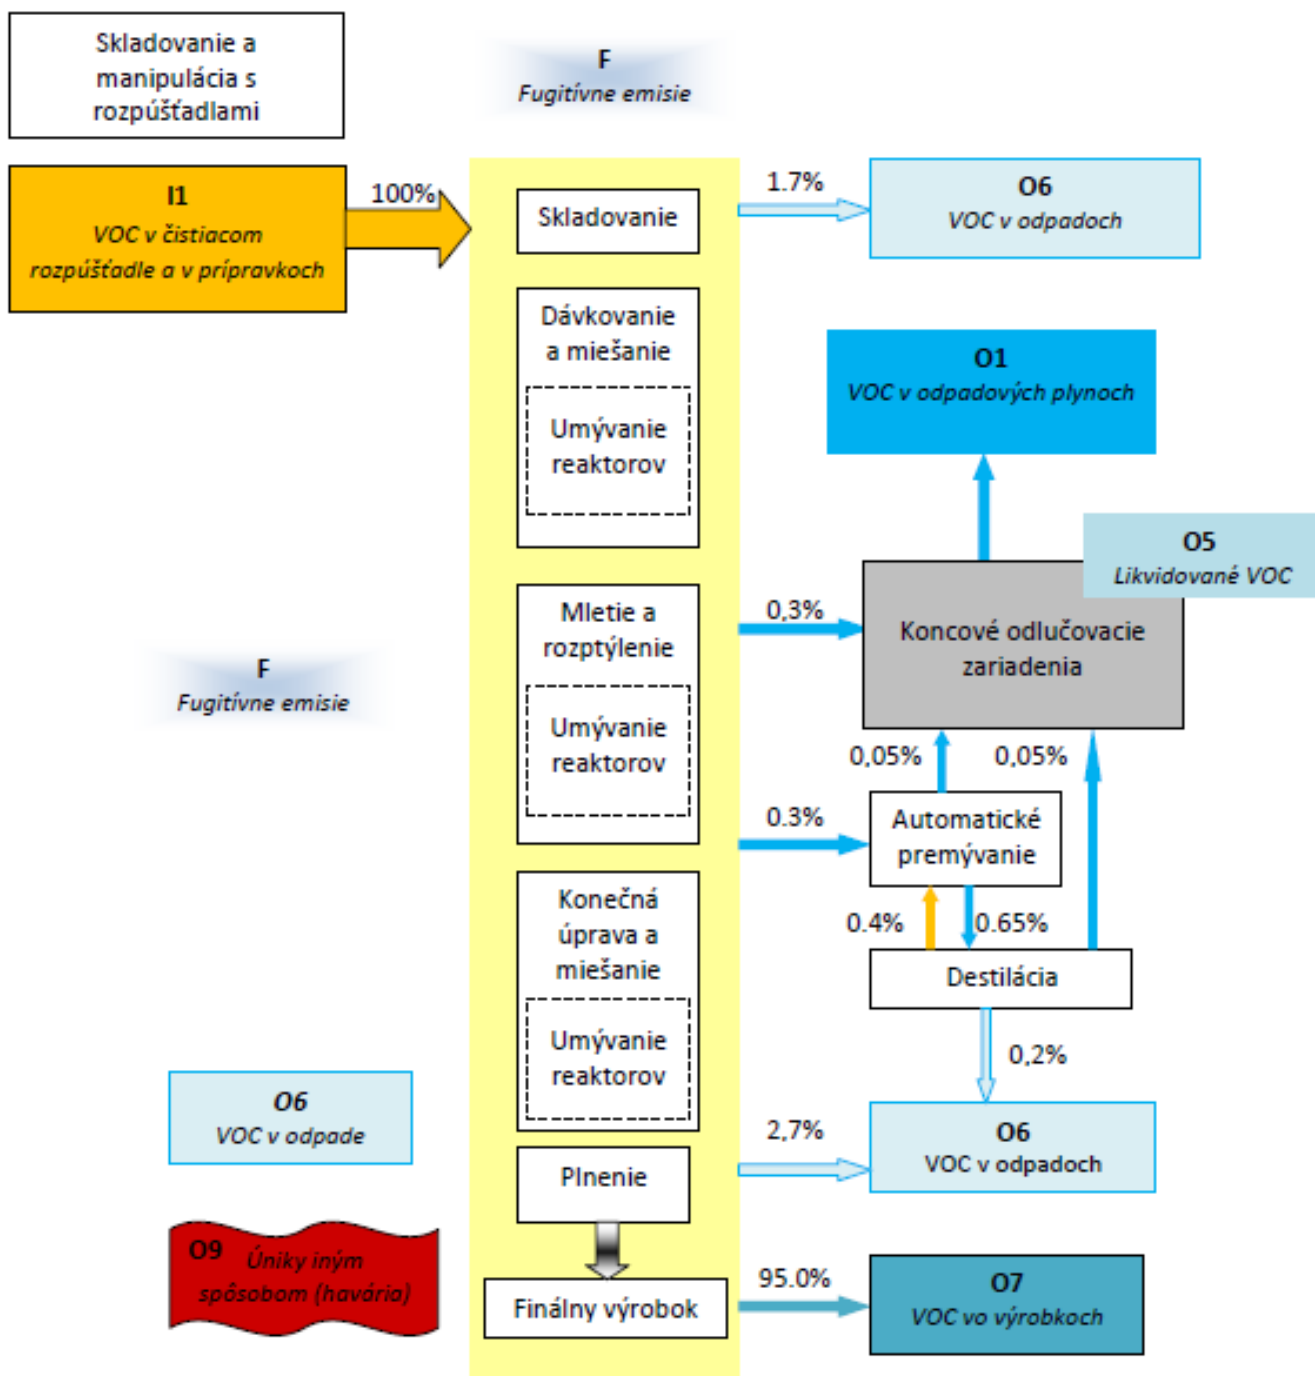 Skladovanie a
manipulácia s
rozpúšťadlami
F
Fugitívne emisie
I1
VOC v čistiacom
rozpúšťadle a v prípravkoch
100%
Skladovanie
1.7%
O6
VOC v odpadoch
Dávkovanie
a miešanie
Umývanie
reaktorov
O1
VOC v odpadových plynoch
O5
Likvidované VOC
Mletie a
rozptýlenie
Umývanie
reaktorov
0,3%
Koncové odlučovacie
zariadenia
F
Fugitívne emisie
0,05%
0,05%
0.3%
Automatické
premývanie
0.4%
0.65%
Konečná
úprava a
miešanie
Umývanie
reaktorov
Destilácia
0,2%
O6
VOC v odpade
2,7%
O6
VOC v odpadoch
Plnenie
O9 Úniky iným
spôsobom (havária)
Finálny výrobok
95.0%
O7
VOC vo výrobkoch